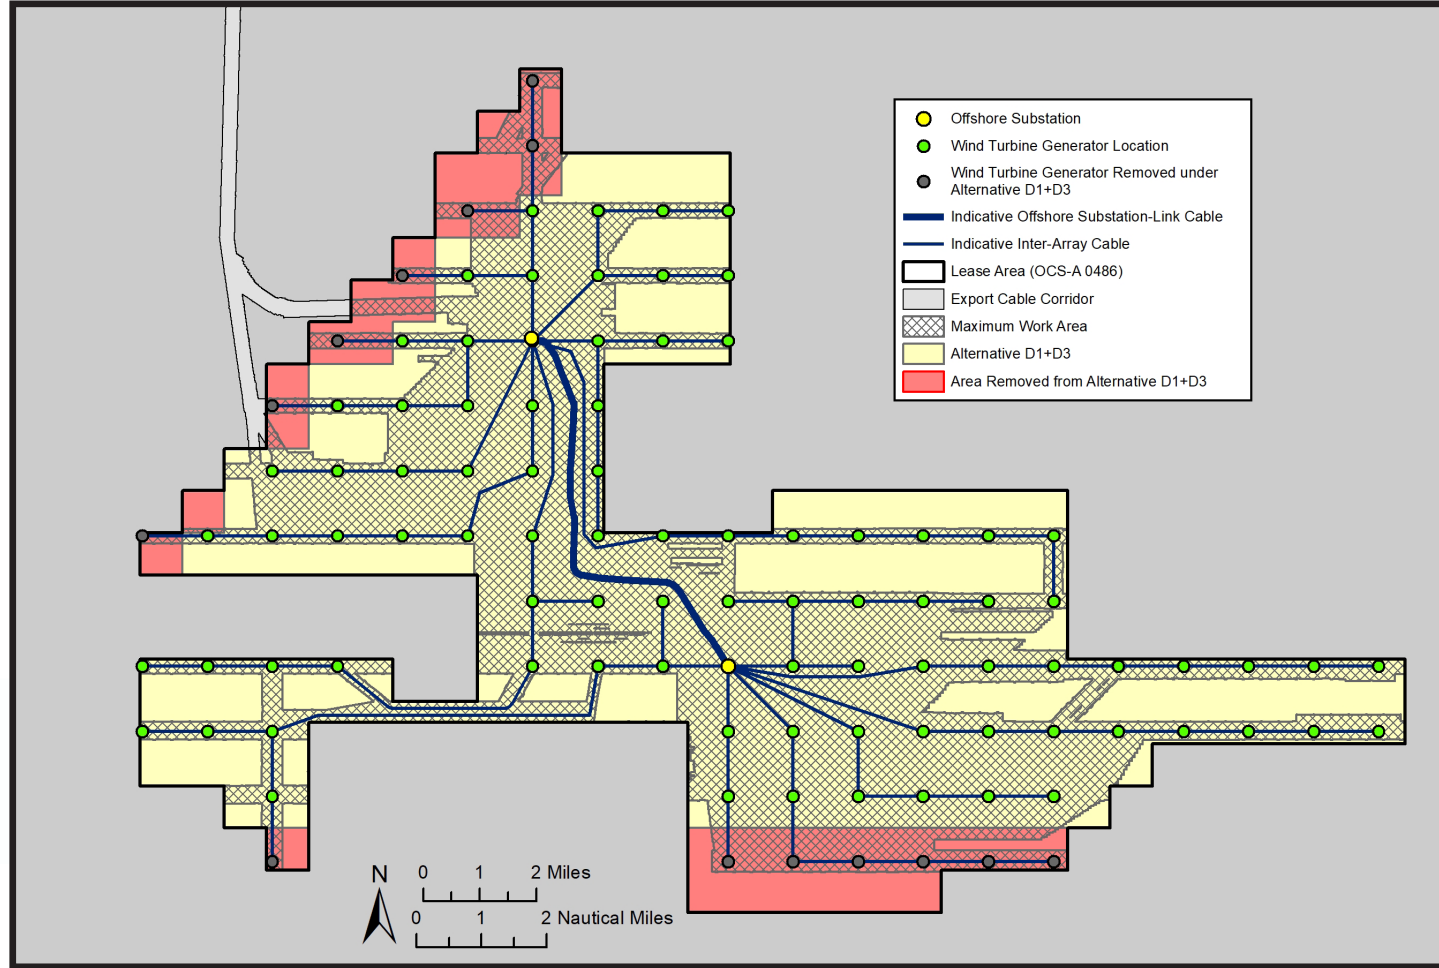 Offshore Substation
Wind Turbine Generator Location
Wind Turbine Generator Removed under
Alternative D1+D3
Indicative Offshore Substation-Link Cable
Indicative Inter-Array Cable
Lease Area (OCS-A 0486)
Export Cable Corridor
Maximum Work Area
Alternative D1+D3
Area Removed from Alternative D1+D3
N
0 1 2 Miles
0 1 2 Nautical Miles